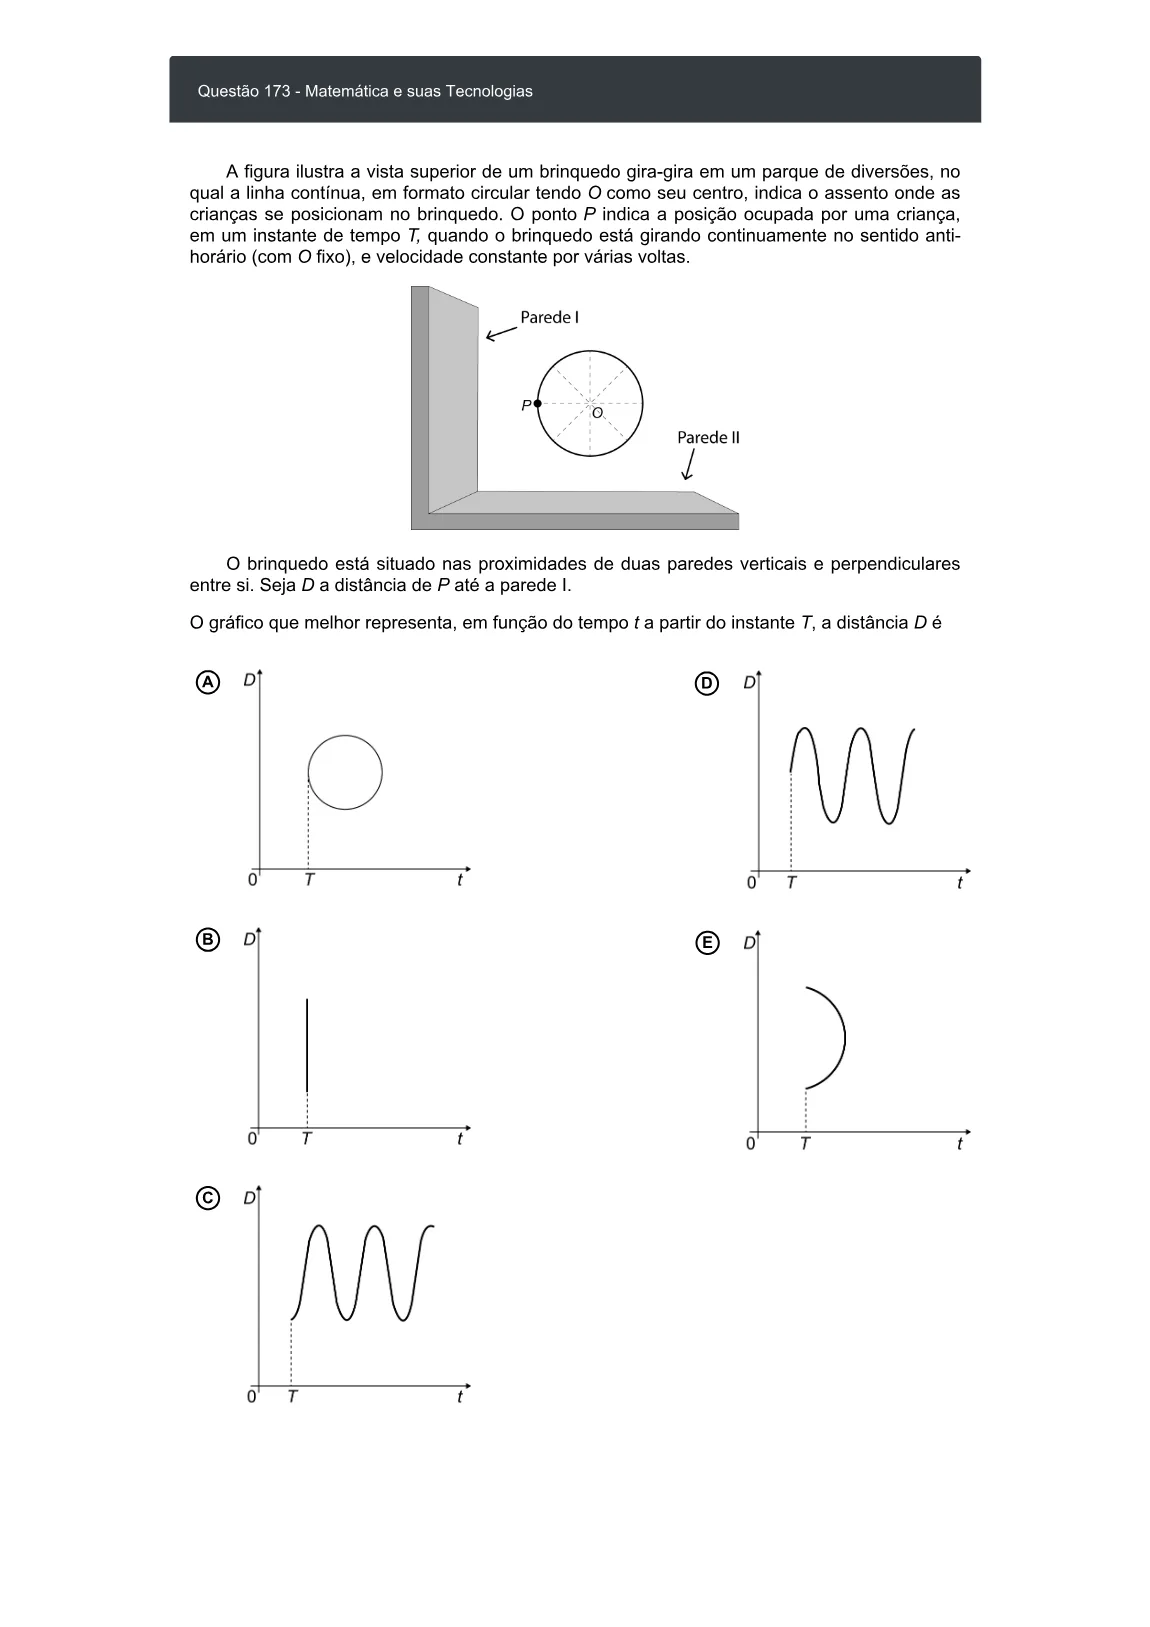 Questão 173 - Matemática e suas Tecnologias
A figura ilustra a vista superior de um brinquedo gira-gira em um parque de diversões, no
qual a linha contínua, em formato circular tendo O como seu centro, indica o assento onde as
crianças se posicionam no brinquedo. O ponto P indica a posição ocupada por uma criança,
em um instante de tempo T, quando o brinquedo está girando continuamente no sentido anti-
horário (com O fixo), e velocidade constante por várias voltas.
Parede I
P
O
Parede II
O brinquedo está situado nas proximidades de duas paredes verticais e perpendiculares
entre si. Seja D a distância de P até a parede I.
O gráfico que melhor representa, em função do tempo t a partir do instante T, a distância D é
A
D
0
T
t
B
D
0
T
t
C
D
0
T
t
D
D
0
T
t
E
D
0
T
t